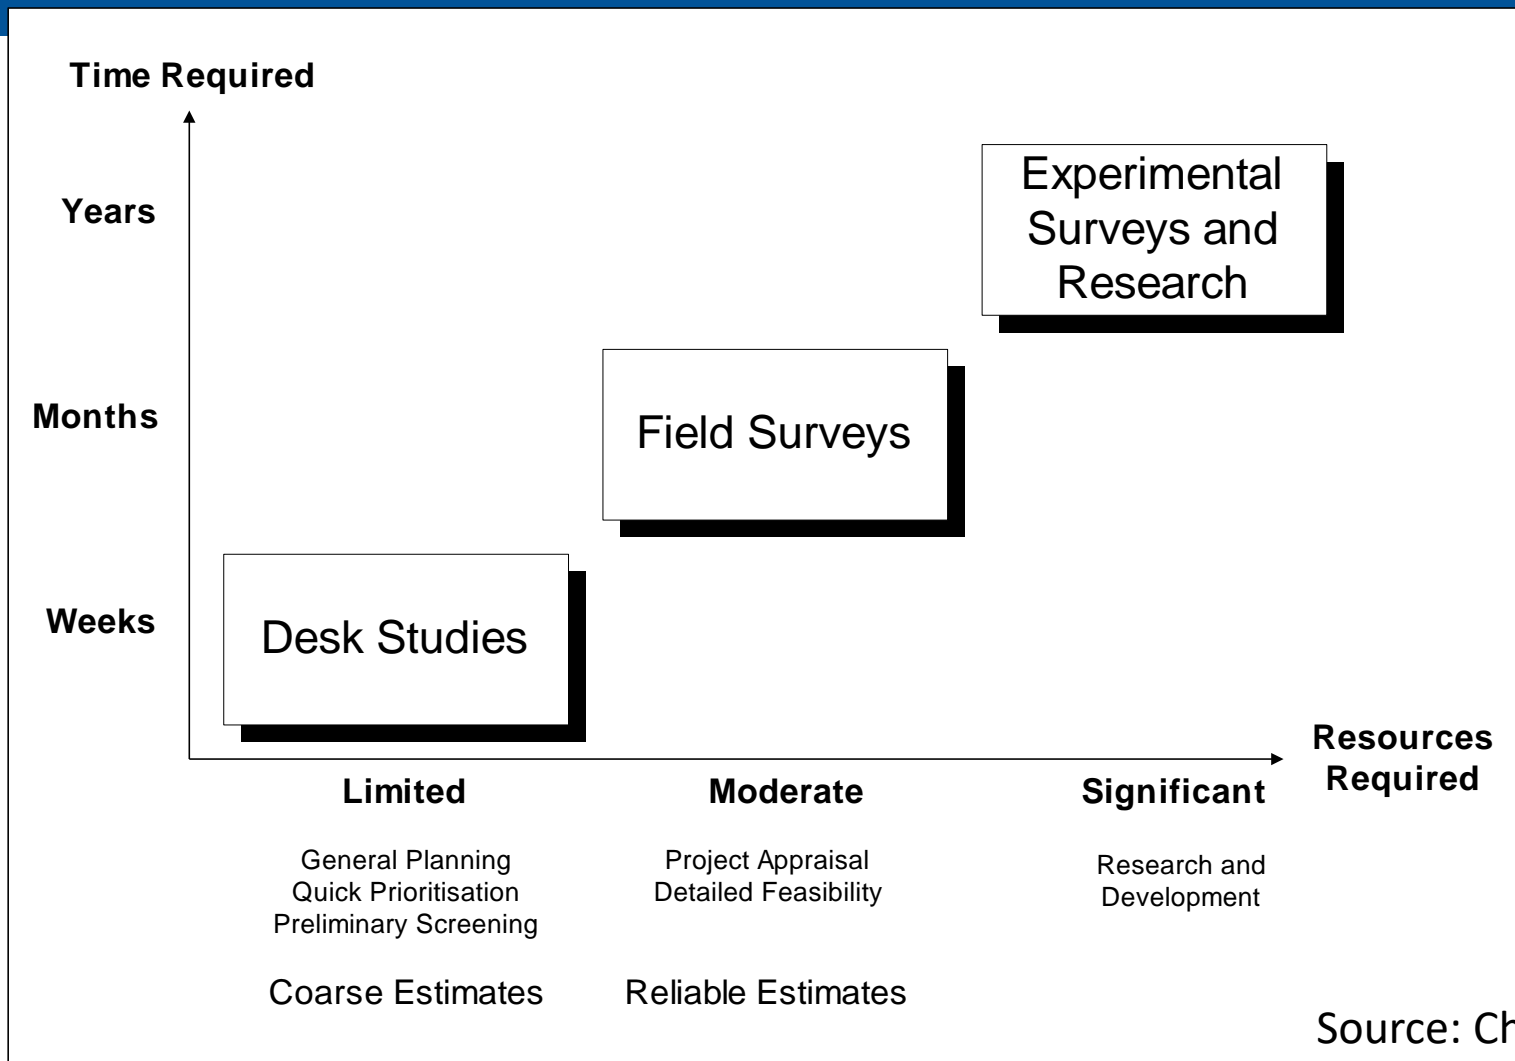 Time Required
Years
Experimental
Surveys and
Research
Months
Field Surveys
Weeks
Desk Studies
Resources
Required
Limited
Moderate
Significant
General Planning
Quick Prioritisation
Preliminary Screening
Project Appraisal
Detailed Feasibility
Research and
Development
Coarse Estimates
Reliable Estimates
Source: